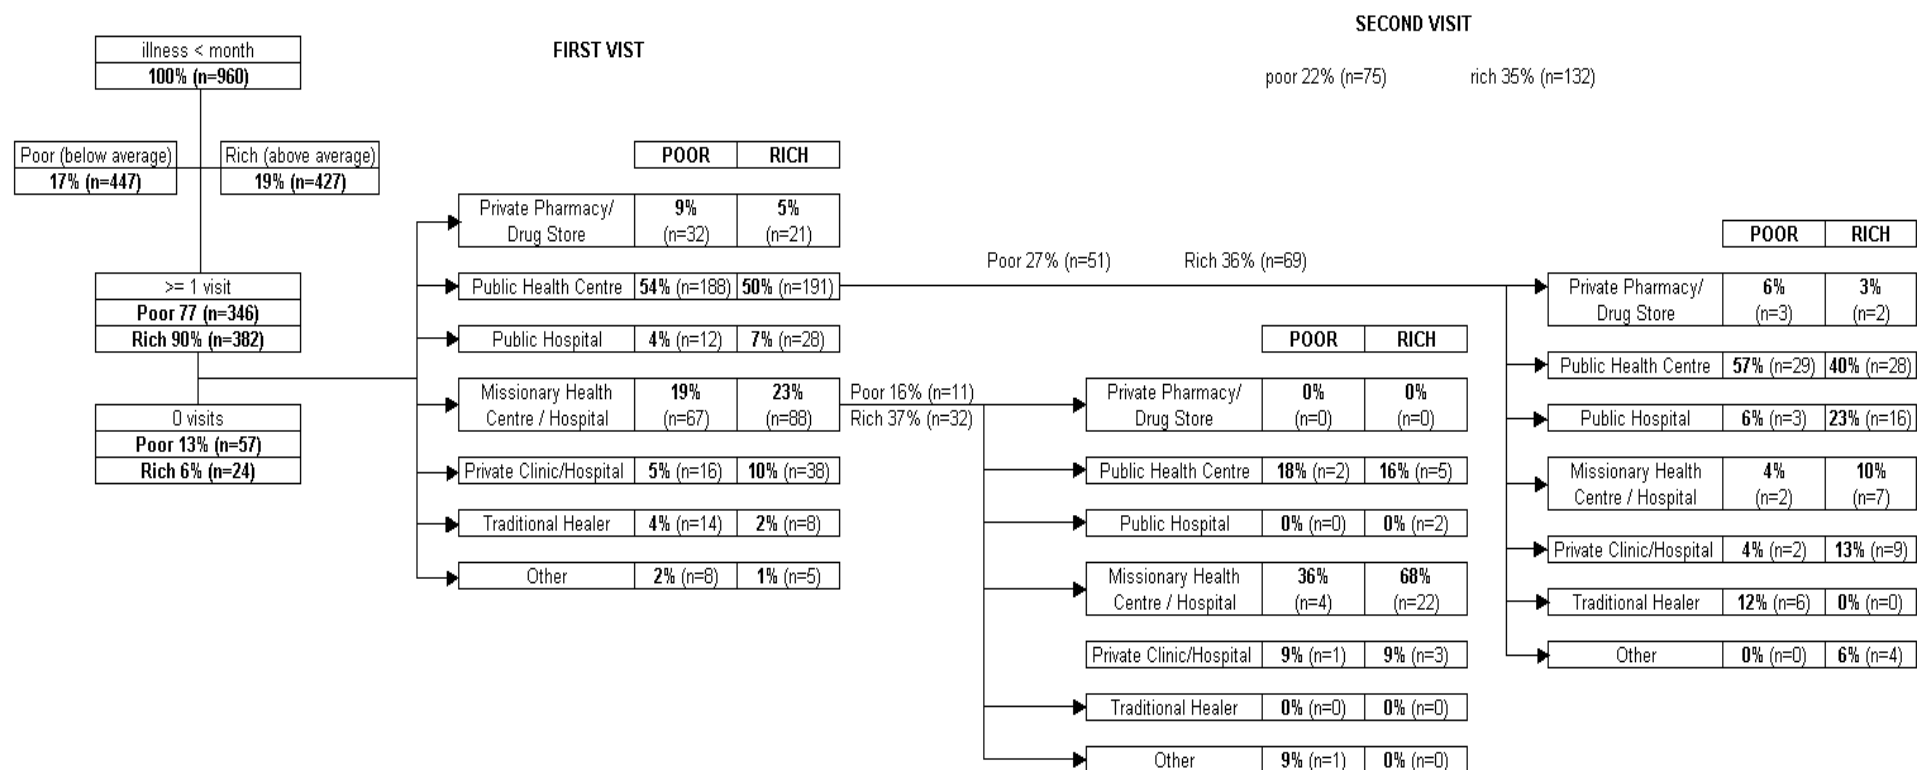 SECOND VISIT
FIRST VIST
illness < month
100% (n=960)
poor 22% (n=75) rich 35% (n=132)
Poor (below average) Rich (above average)
17% (n=447) 19% (n=427)
POOR RICH
Private Pharmacy/ 9% 5%
Drug Store (n=32) (n=21)
Public Health Centre 54% (n=188) 50% (n=191)
Public Hospital 4% (n=12) 7% (n=28)
Missionary Health 19% 23%
Centre / Hospital (n=67) (n=88)
Private Clinic/Hospital 5% (n=16) 10% (n=38)
Traditional Healer 4% (n=14) 2% (n=8)
Other 2% (n=8) 1% (n=5)
>= 1 visit
Poor 77 (n=346)
Rich 90% (n=382)
0 visits
Poor 13% (n=57)
Rich 6% (n=24)
Poor 16% (n=11)
Rich 37% (n=32)
POOR RICH
Private Pharmacy/ 0% 0%
Drug Store (n=0) (n=0)
Public Health Centre 18% (n=2) 16% (n=5)
Public Hospital 0% (n=0) 0% (n=2)
Missionary Health 36% 68%
Centre / Hospital (n=4) (n=22)
Private Clinic/Hospital 9% (n=1) 9% (n=3)
Traditional Healer 0% (n=0) 0% (n=0)
Other 9% (n=1) 0% (n=0)
Poor 27% (n=51) Rich 36% (n=69)
POOR RICH
Private Pharmacy/ 6% 3%
Drug Store (n=3) (n=2)
Public Health Centre 57% (n=29) 40% (n=28)
Public Hospital 6% (n=3) 23% (n=16)
Missionary Health 4% 10%
Centre / Hospital (n=2) (n=7)
Private Clinic/Hospital 4% (n=2) 13% (n=9)
Traditional Healer 12% (n=6) 0% (n=0)
Other 0% (n=0) 6% (n=4)